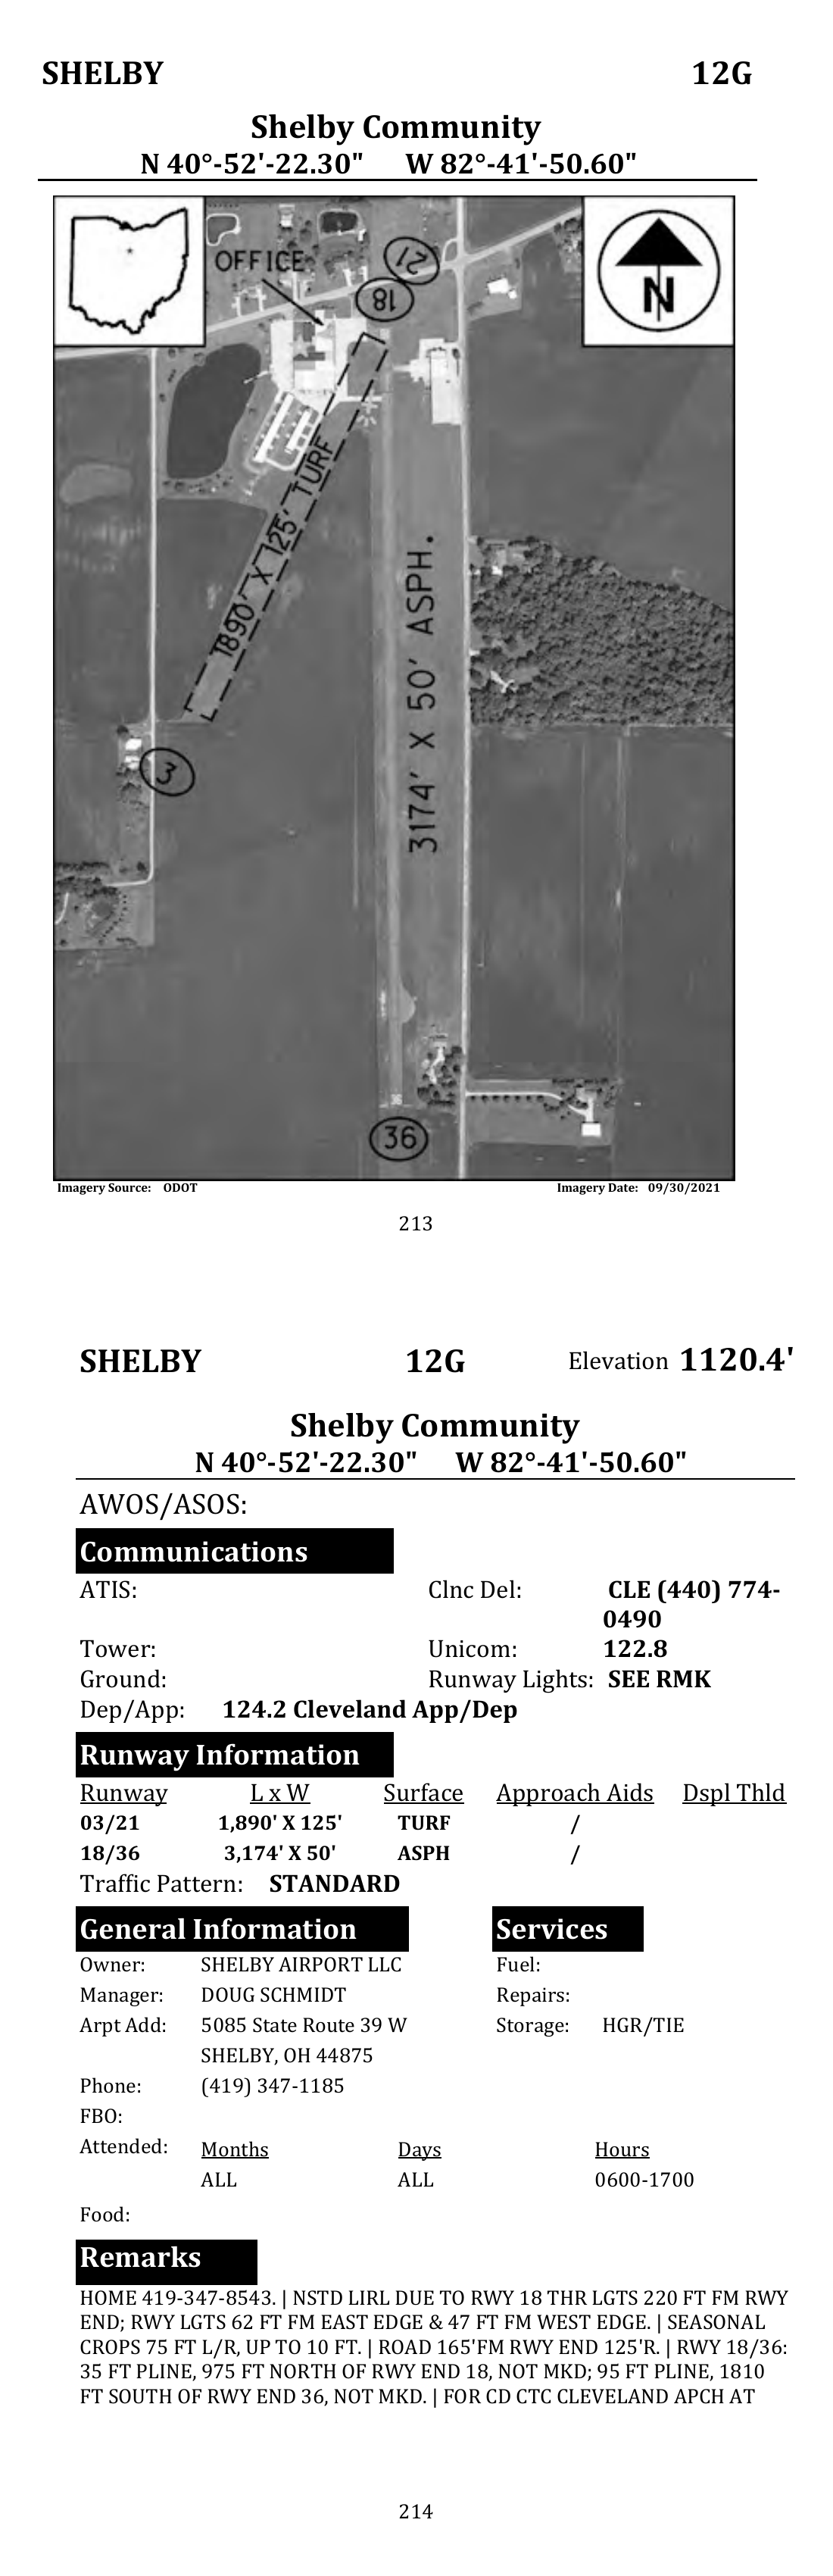 SHELBY 12G
Shelby Community
N 40°-52'-22.30" W 82°-41'-50.60"
OFFICE
21
18
N
1890' X 125' TURF
3174' X 50' ASPH.
3
36
36
Imagery Source: ODOT Imagery Date: 09/30/2021
213
SHELBY 12G Elevation 1120.4'
Shelby Community
N 40°-52'-22.30" W 82°-41'-50.60"
AWOS/ASOS:
Communications
ATIS: Clnc Del: CLE (440) 774-
0490
Tower: Unicom: 122.8
Ground: Runway Lights: SEE RMK
Dep/App: 124.2 Cleveland App/Dep
Runway Information
Runway L x W Surface Approach Aids Dspl Thld
03/21 1,890' X 125' TURF /
18/36 3,174' X 50' ASPH /
Traffic Pattern: STANDARD
General Information Services
Owner: SHELBY AIRPORT LLC Fuel:
Manager: DOUG SCHMIDT Repairs:
Arpt Add: 5085 State Route 39 W Storage: HGR/TIE
SHELBY, OH 44875
Phone: (419) 347-1185
FBO:
Attended: Months Days Hours
ALL ALL 0600-1700
Food:
Remarks
HOME 419-347-8543. | NSTD LIRL DUE TO RWY 18 THR LGTS 220 FT FM RWY
END; RWY LGTS 62 FT FM EAST EDGE & 47 FT FM WEST EDGE. | SEASONAL
CROPS 75 FT L/R, UP TO 10 FT. | ROAD 165'FM RWY END 125'R. | RWY 18/36:
35 FT PLINE, 975 FT NORTH OF RWY END 18, NOT MKD; 95 FT PLINE, 1810
FT SOUTH OF RWY END 36, NOT MKD. | FOR CD CTC CLEVELAND APCH AT
214